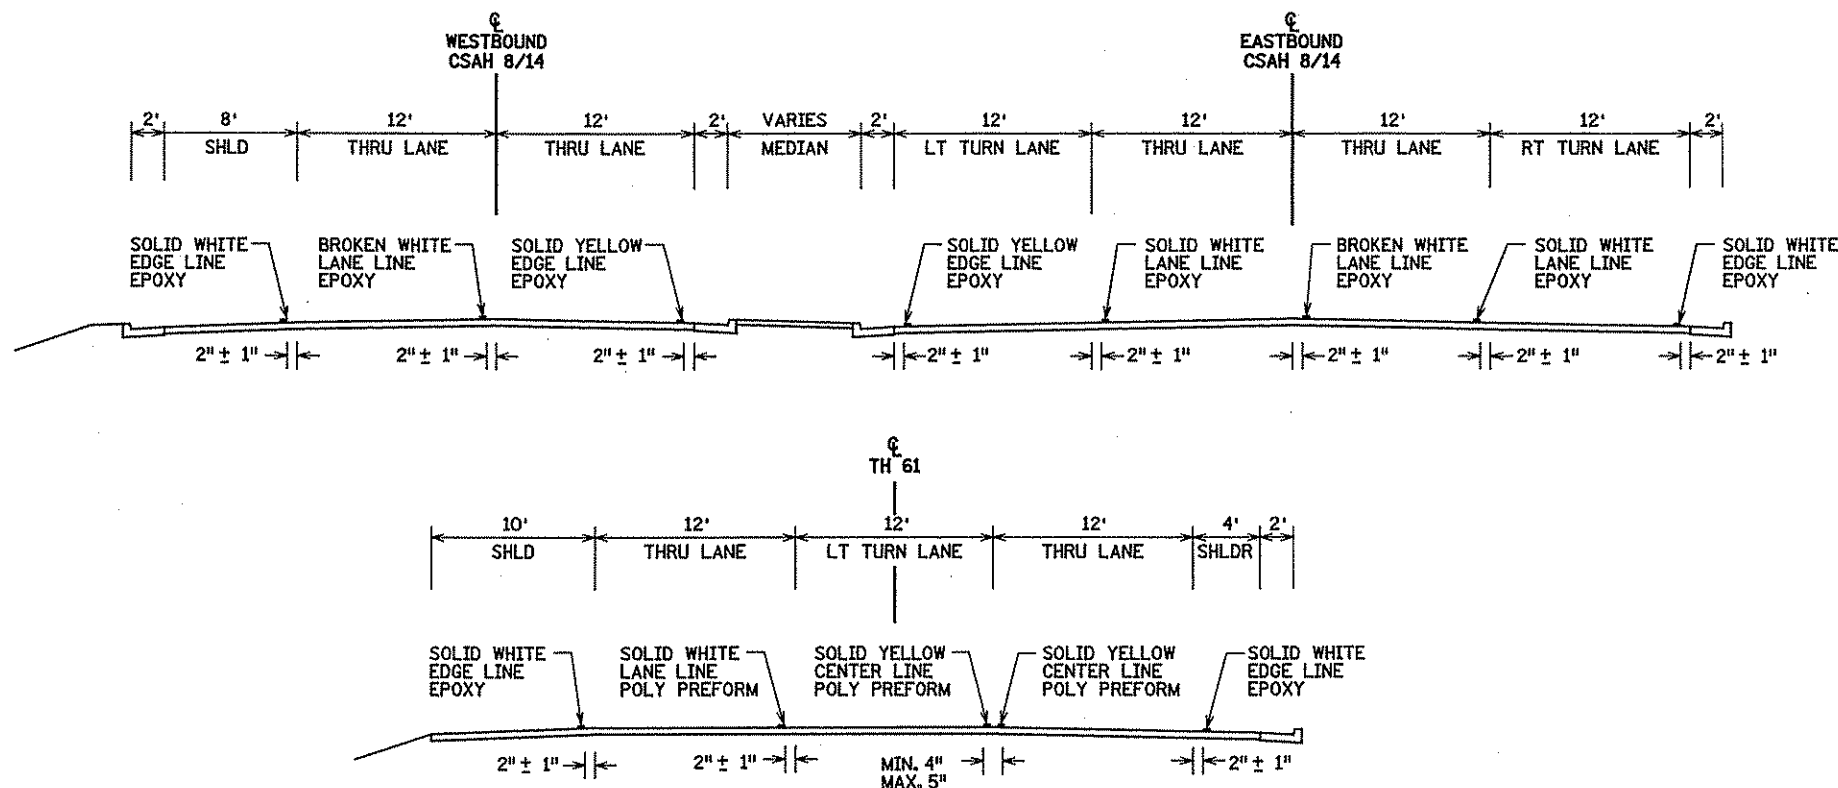 ℄ ℄
WESTBOUND EASTBOUND
CSAH 8/14 CSAH 8/14
2' 8' 12' 12' 2' VARIES 2' 12' 12' 12' 12' 2'
SHLD THRU LANE THRU LANE MEDIAN LT TURN LANE THRU LANE THRU LANE RT TURN LANE
SOLID WHITE BROKEN WHITE SOLID YELLOW SOLID YELLOW SOLID WHITE BROKEN WHITE SOLID WHITE SOLID WHITE
EDGE LINE LANE LINE EDGE LINE EDGE LINE LANE LINE LANE LINE LANE LINE EDGE LINE
EPOXY EPOXY EPOXY EPOXY EPOXY EPOXY EPOXY EPOXY
2" ± 1" 2" ± 1" 2" ± 1" 2" ± 1" 2" ± 1" 2" ± 1" 2" ± 1" 2" ± 1"
℄
TH 61
10' 12' 12' 12' 4' 2'
SHLD THRU LANE LT TURN LANE THRU LANE SHLDR
SOLID WHITE SOLID WHITE SOLID YELLOW SOLID YELLOW SOLID WHITE
EDGE LINE LANE LINE CENTER LINE CENTER LINE EDGE LINE
EPOXY POLY PREFORM POLY PREFORM POLY PREFORM EPOXY
2" ± 1" 2" ± 1" MIN. 4" 2" ± 1"
MAX. 5"